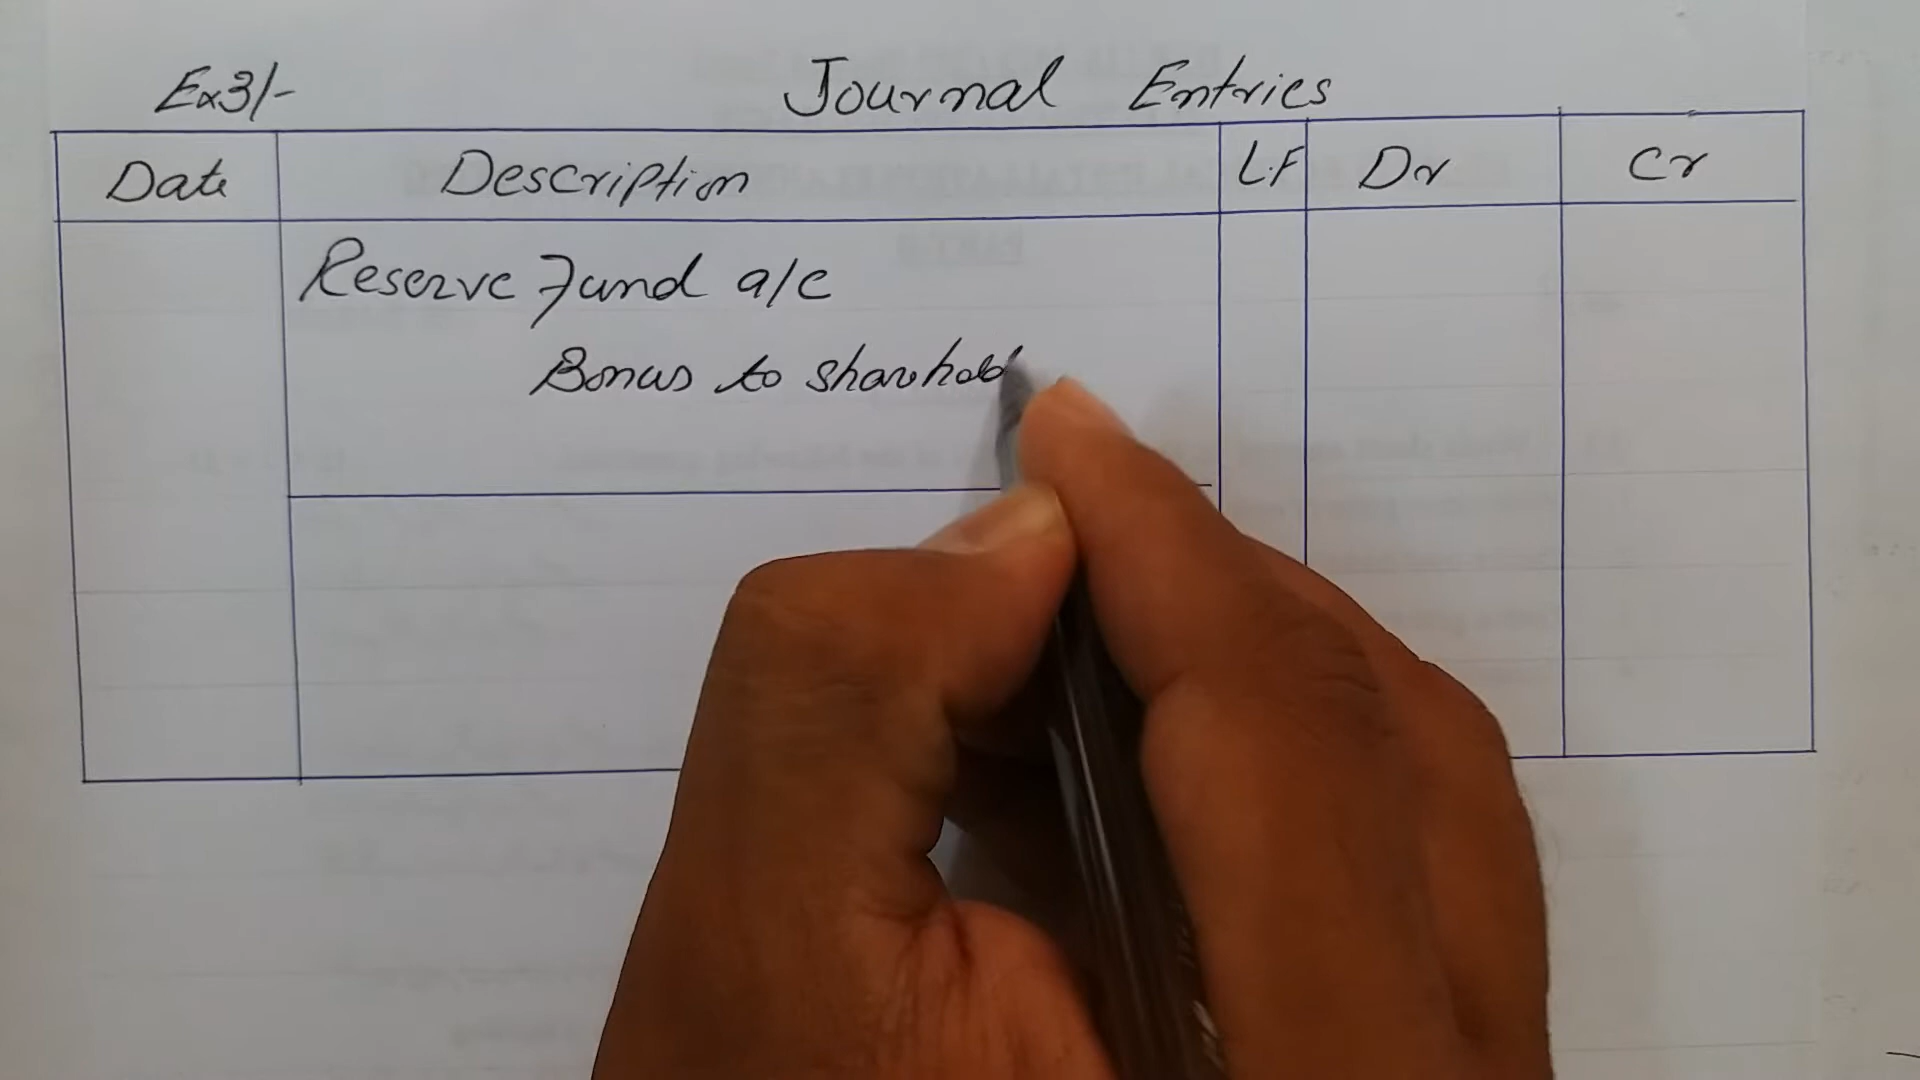 Ex3/-
Journal Entries
Date Description L.F Dr Cr
Reserve Fund a/c
Bonus to sharehold